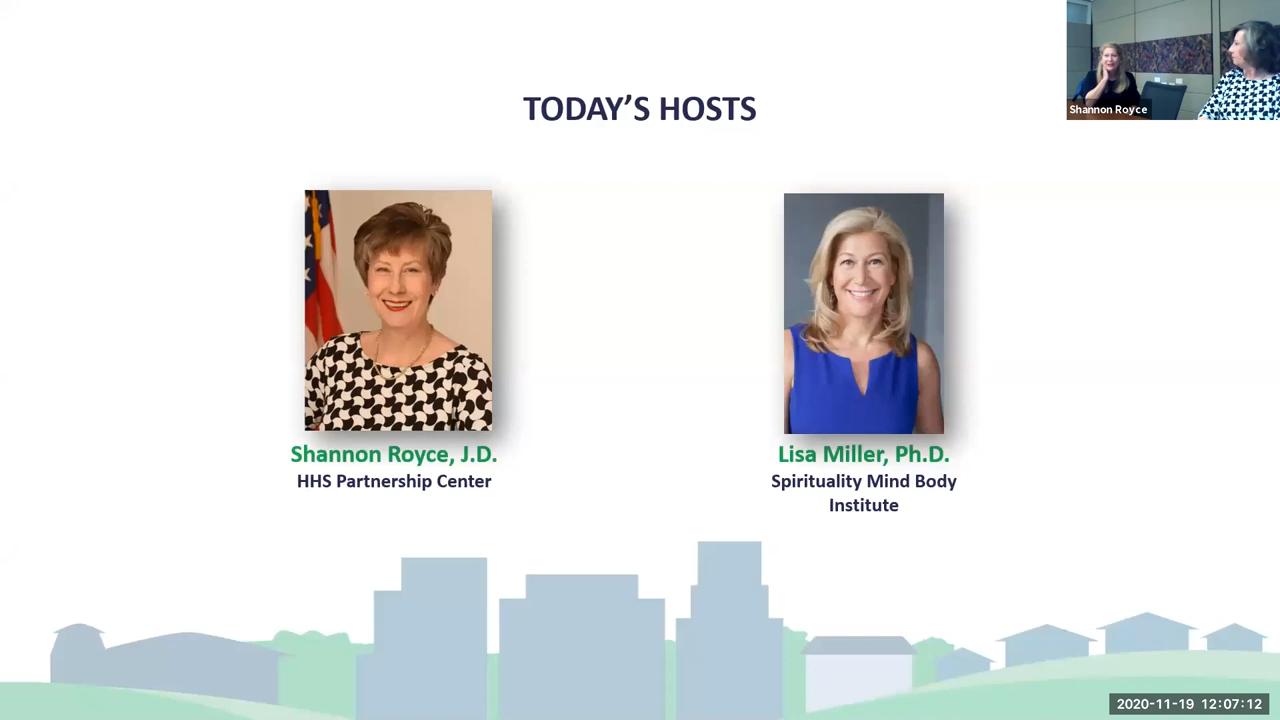 TODAY'S HOSTS
Shannon Royce
Shannon Royce, J.D.
HHS Partnership Center
Lisa Miller, Ph.D.
Spirituality Mind Body
Institute
2020-11-19 12:07:12